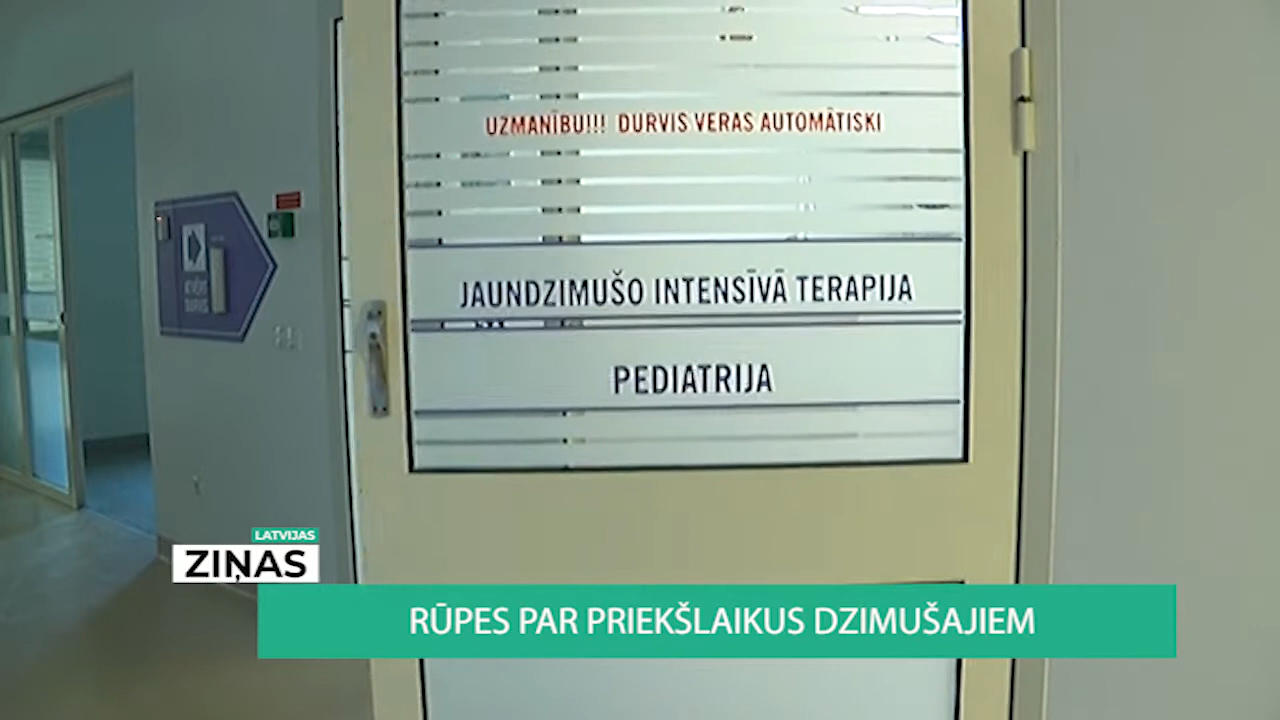 UZMANĪBU!!! DURVIS VERAS AUTOMĀTISKI
JAUNDZIMUŠO INTENSĪVĀ TERAPIJA
PEDIATRIJA
LATVIJAS
ZIŅAS
RŪPES PAR PRIEKŠLAIKUS DZIMUŠAJIEM